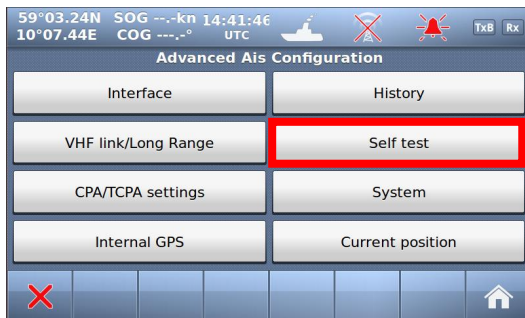 59°03.24N SOG --.-kn 14:41:46 TxB Rx
10°07.44E COG ---.-° UTC
Advanced Ais Configuration
Interface History
VHF link/Long Range Self test
CPA/TCPA settings System
Internal GPS Current position